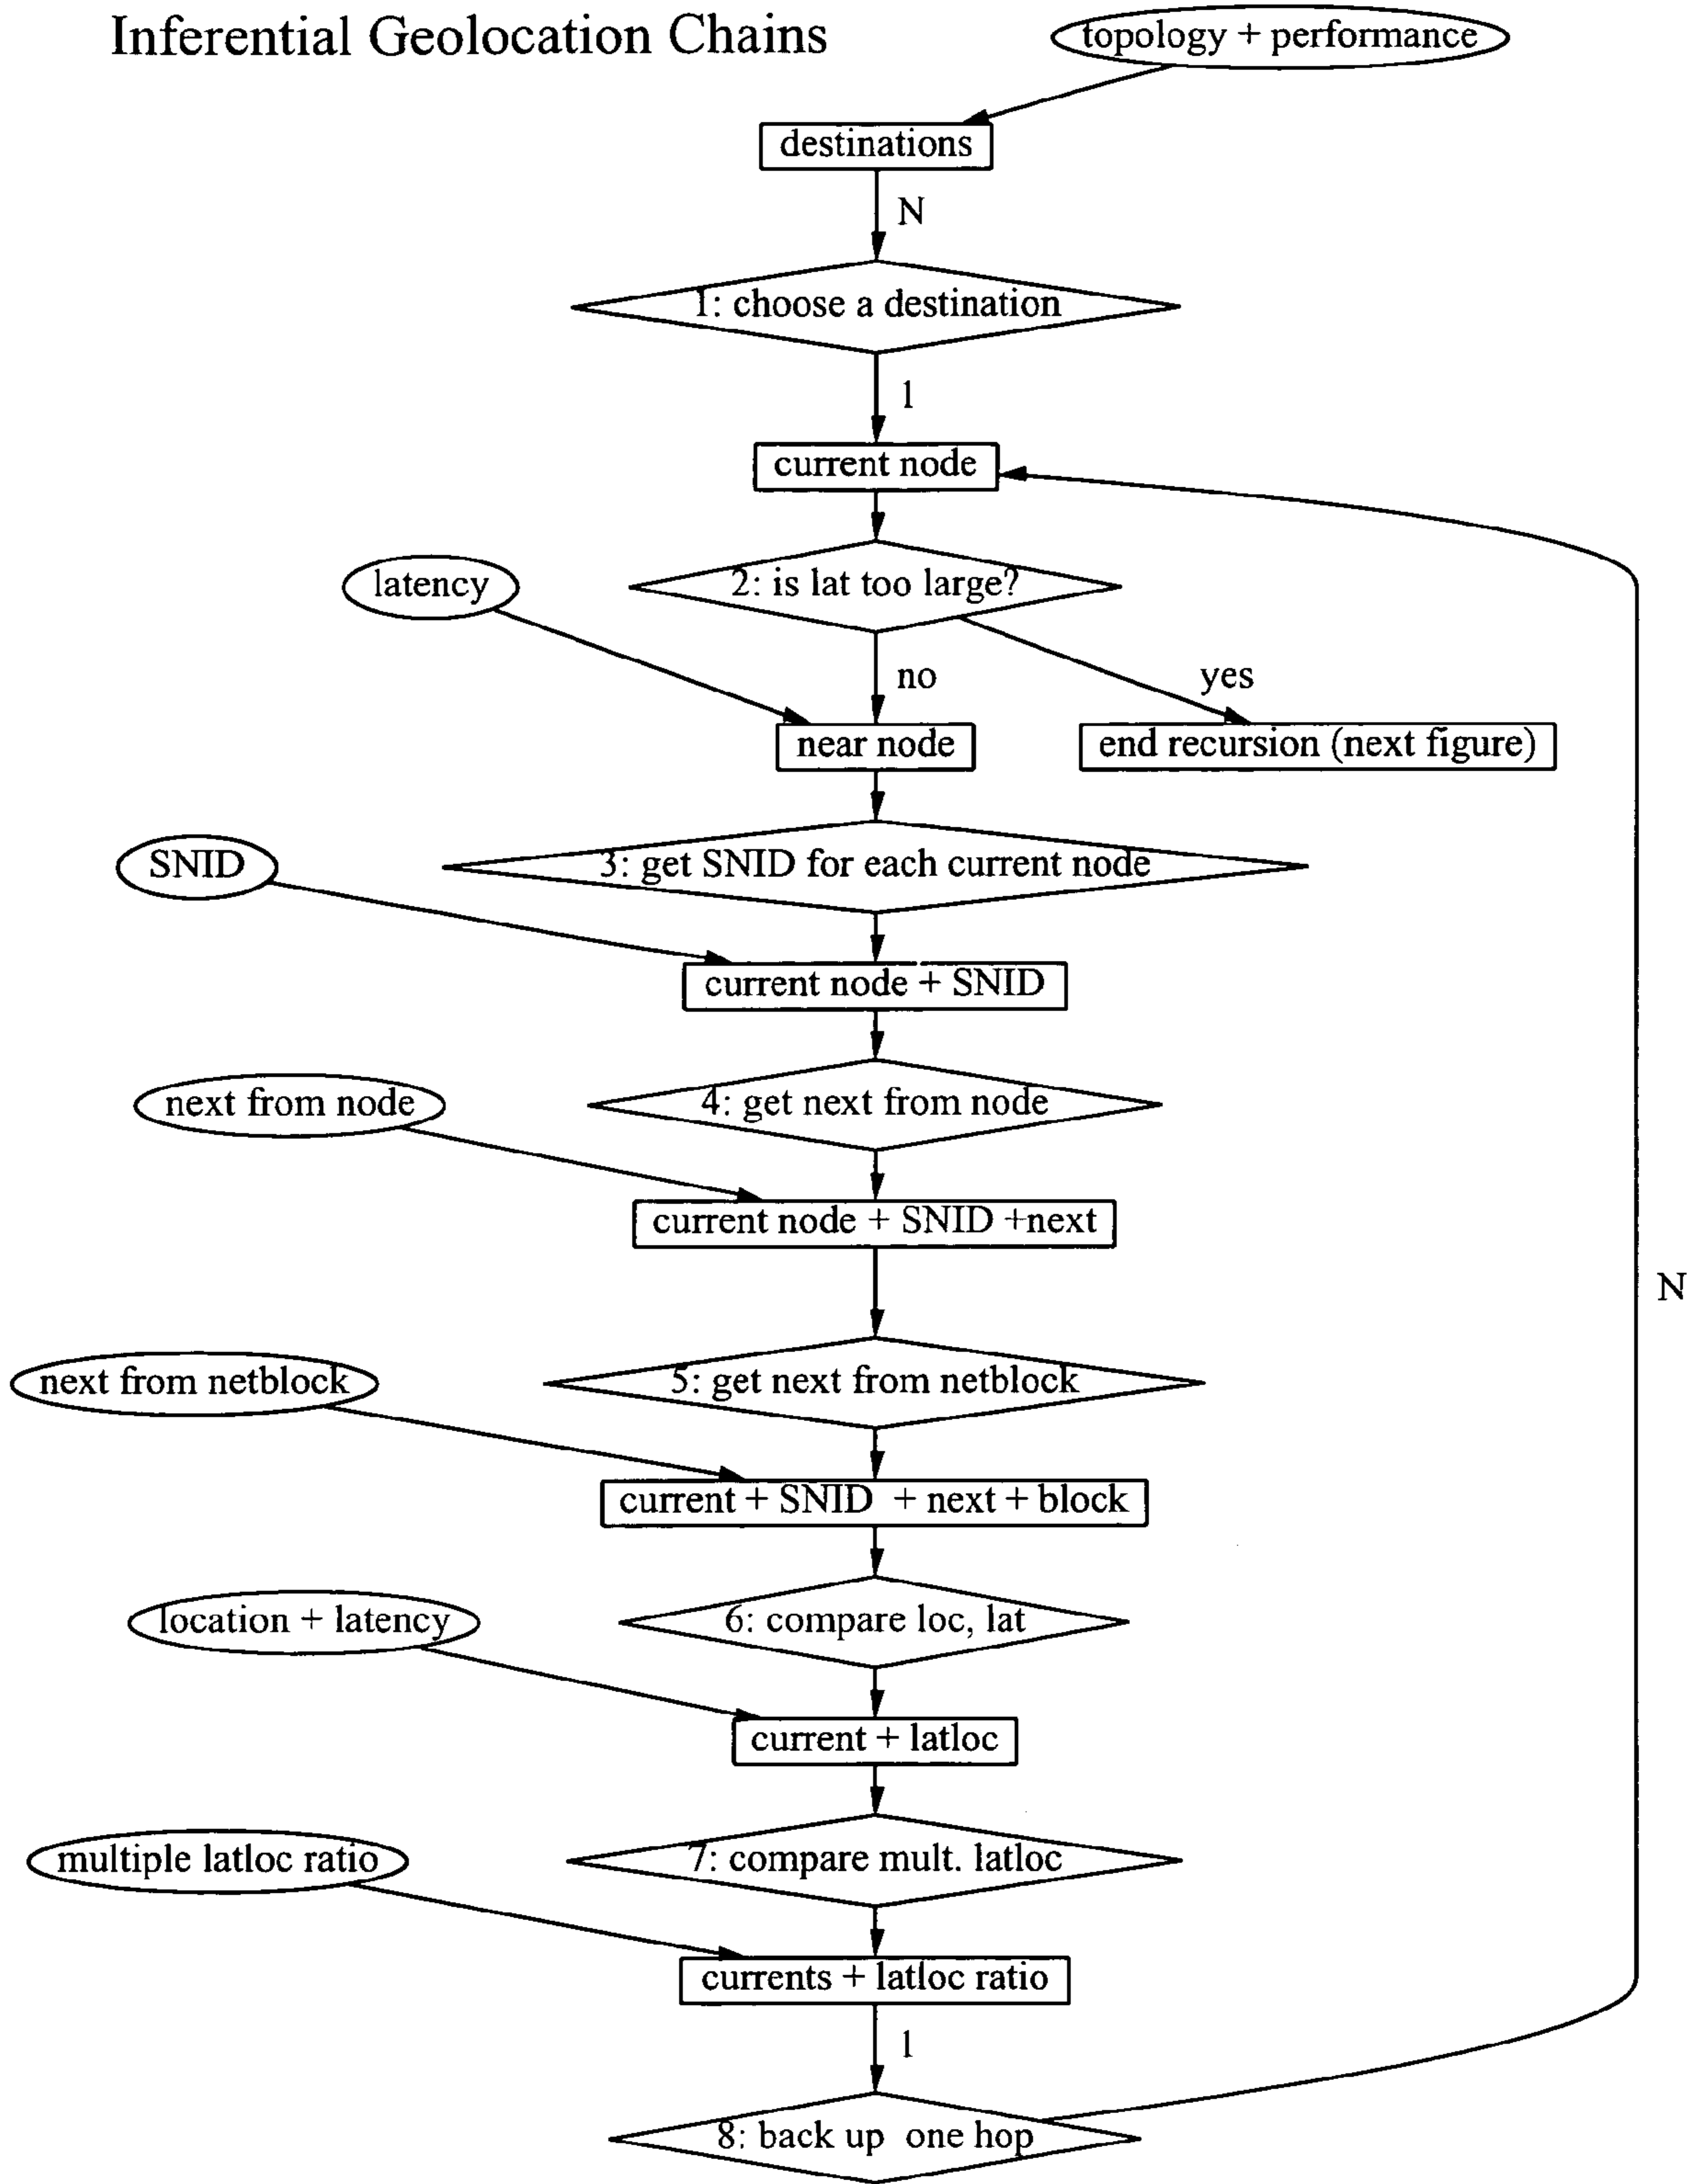 Inferential Geolocation Chains
topology + performance
destinations
N
1: choose a destination
1
current node
latency
2: is lat too large?
no
yes
near node
end recursion (next figure)
SNID
3: get SNID for each current node
current node + SNID
next from node
4: get next from node
current node + SNID +next
N
next from netblock
5: get next from netblock
current + SNID + next + block
location + latency
6: compare loc, lat
current + latloc
multiple latloc ratio
7: compare mult. latloc
currents + latloc ratio
1
8: back up one hop